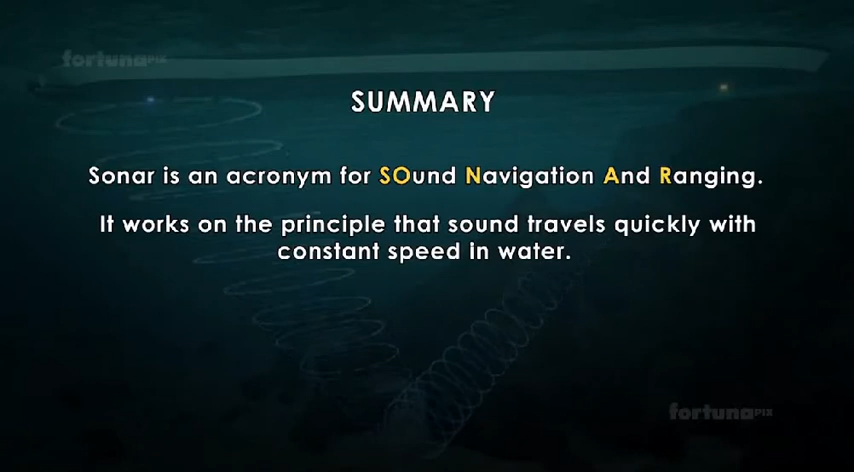 fortunaPIX
SUMMARY
Sonar is an acronym for SOund Navigation And Ranging.
It works on the principle that sound travels quickly with
constant speed in water.
fortunaPIX